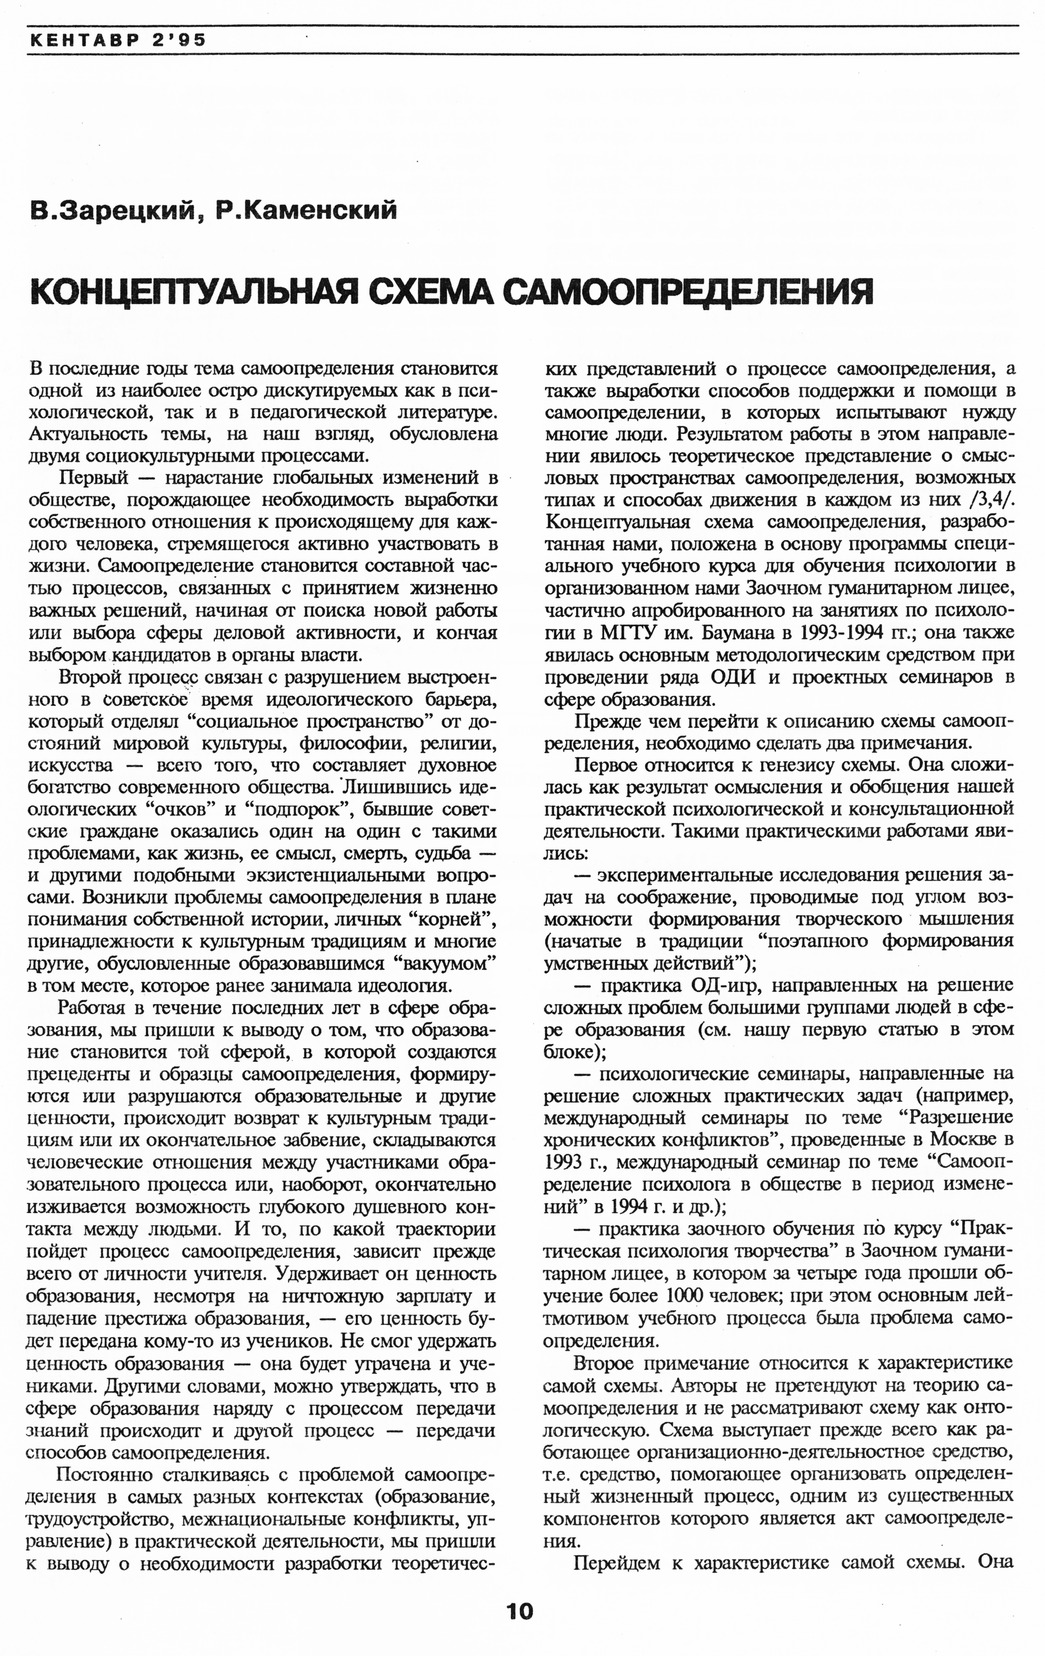 КЕНТАВР 2'95
В.Зарецкий, Р.Каменский
КОНЦЕПТУАЛЬНАЯ СХЕМА САМООПРЕДЕЛЕНИЯ
В последние годы тема самоопределения становится
одной из наиболее остро дискутируемых как в пси-
хологической, так и в педагогической литературе.
Актуальность темы, на наш взгляд, обусловлена
двумя социокультурными процессами.
Первый — нарастание глобальных изменений в
обществе, порождающее необходимость выработки
собственного отношения к происходящему для каж-
дого человека, стремящегося активно участвовать в
жизни. Самоопределение становится составной час-
тью процессов, связанных с принятием жизненно
важных решений, начиная от поиска новой работы
или выбора сферы деловой активности, и кончая
выбором кандидатов в органы власти.
Второй процесс связан с разрушением выстроен-
ного в советское время идеологического барьера,
который отделял “социальное пространство” от до-
стояний мировой культуры, философии, религии,
искусства — всего того, что составляет духовное
богатство современного общества. Лишившись иде-
ологических “очков” и “подпорок”, бывшие совет-
ские граждане оказались один на один с такими
проблемами, как жизнь, ее смысл, смерть, судьба —
и другими подобными экзистенциальными вопро-
сами. Возникли проблемы самоопределения в плане
понимания собственной истории, личных “корней”,
принадлежности к культурным традициям и многие
другие, обусловленные образовавшимся “вакуумом”
в том месте, которое ранее занимала идеология.
Работая в течение последних лет в сфере обра-
зования, мы пришли к выводу о том, что образова-
ние становится той сферой, в которой создаются
прецеденты и образцы самоопределения, формиру-
ются или разрушаются образовательные и другие
ценности, происходит возврат к культурным тради-
циям или их окончательное забвение, складываются
человеческие отношения между участниками обра-
зовательного процесса или, наоборот, окончательно
изживается возможность глубокого душевного кон-
такта между людьми. И то, по какой траектории
пойдет процесс самоопределения, зависит прежде
всего от личности учителя. Удерживает он ценность
образования, несмотря на ничтожную зарплату и
падение престижа образования, — его ценность бу-
дет передана кому-то из учеников. Не смог удержать
ценность образования — она будет утрачена и уче-
никами. Другими словами, можно утверждать, что в
сфере образования наряду с процессом передачи
знаний происходит и другой процесс — передачи
способов самоопределения.
Постоянно сталкиваясь с проблемой самоопре-
деления в самых разных контекстах (образование,
трудоустройство, межнациональные конфликты, уп-
равление) в практической деятельности, мы пришли
к выводу о необходимости разработки теоретичес-
ких представлений о процессе самоопределения, а
также выработки способов поддержки и помощи в
самоопределении, в которых испытывают нужду
многие люди. Результатом работы в этом направле-
нии явилось теоретическое представление о смыс-
ловых пространствах самоопределения, возможных
типах и способах движения в каждом из них /3,4/.
Концептуальная схема самоопределения, разрабо-
танная нами, положена в основу программы специ-
ального учебного курса для обучения психологии в
организованном нами Заочном гуманитарном лицее,
частично апробированного на занятиях по психоло-
гии в МГТУ им. Баумана в 1993-1994 гг.; она также
явилась основным методологическим средством при
проведении ряда ОДИ и проектных семинаров в
сфере образования.
Прежде чем перейти к описанию схемы самооп-
ределения, необходимо сделать два примечания.
Первое относится к генезису схемы. Она сложи-
лась как результат осмысления и обобщения нашей
практической психологической и консультационной
деятельности. Такими практическими работами яви-
лись:
— экспериментальные исследования решения за-
дач на соображение, проводимые под углом воз-
можности формирования творческого мышления
(начатые в традиции “поэтапного формирования
умственных действий”);
— практика ОД-игр, направленных на решение
сложных проблем большими группами людей в сфе-
ре образования (см. нашу первую статью в этом
блоке);
— психологические семинары, направленные на
решение сложных практических задач (например,
международный семинары по теме “Разрешение
хронических конфликтов”, проведенные в Москве в
1993 г., международный семинар по теме “Самооп-
ределение психолога в обществе в период измене-
ний” в 1994 г. и др.);
— практика заочного обучения по курсу “Прак-
тическая психология творчества” в Заочном гумани-
тарном лицее, в котором за четыре года прошли об-
учение более 1000 человек; при этом основным лей-
тмотивом учебного процесса была проблема само-
определения.
Второе примечание относится к характеристике
самой схемы. Авторы не претендуют на теорию са-
моопределения и не рассматривают схему как онто-
логическую. Схема выступает прежде всего как ра-
ботающее организационно-деятельностное средство,
т.е. средство, помогающее организовать определен-
ный жизненный процесс, одним из существенных
компонентов которого является акт самоопределе-
ния.
Перейдем к характеристике самой схемы. Она
10